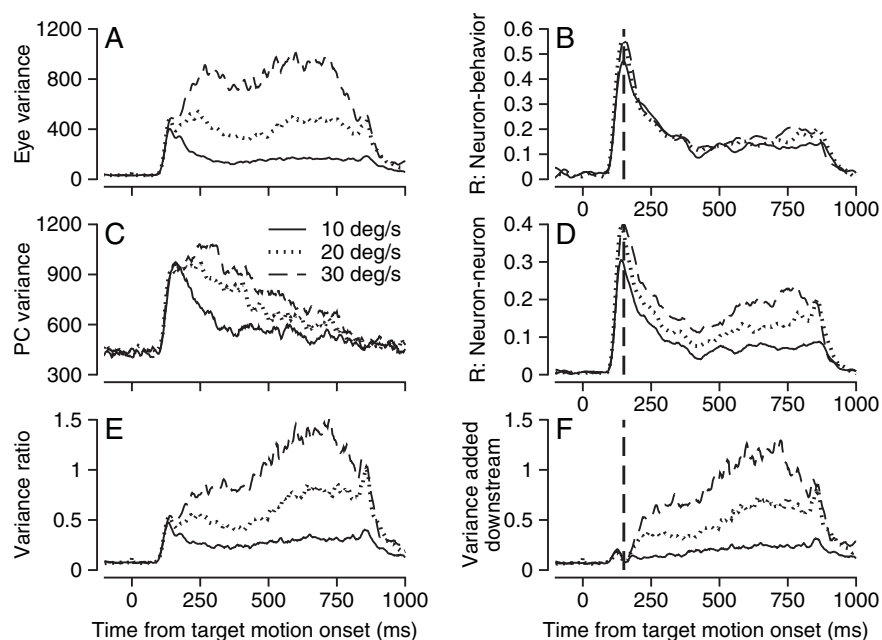 A
1200
800
400
0
Eye variance
B
0.6
0.5
0.4
0.3
0.2
0.1
0
R: Neuron-behavior
0
250
500
750
1000
C
1200
900
600
300
PC variance
10 deg/s
20 deg/s
30 deg/s
D
0.4
0.3
0.2
0.1
0
R: Neuron-neuron
0
250
500
750
1000
E
1.5
1
0.5
0
Variance ratio
0
250
500
750
1000
Time from target motion onset (ms)
F
1.5
1
0.5
0
Variance added
downstream
0
250
500
750
1000
Time from target motion onset (ms)